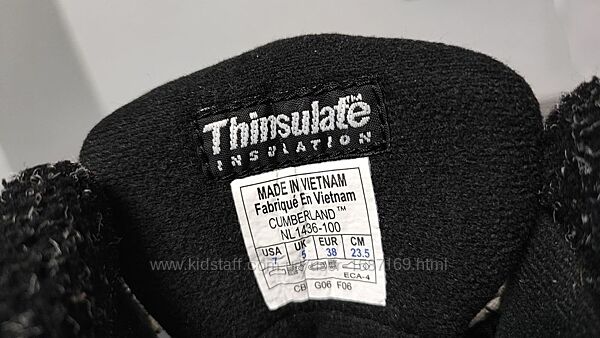 Thinsulate™
INSULATION
MADE IN VIETNAM
Fabriqué En Vietnam
CUMBERLAND™
NL1436-100
USA UK EUR CM
7 5 38 23.5
ECA-4
CB G06 F06